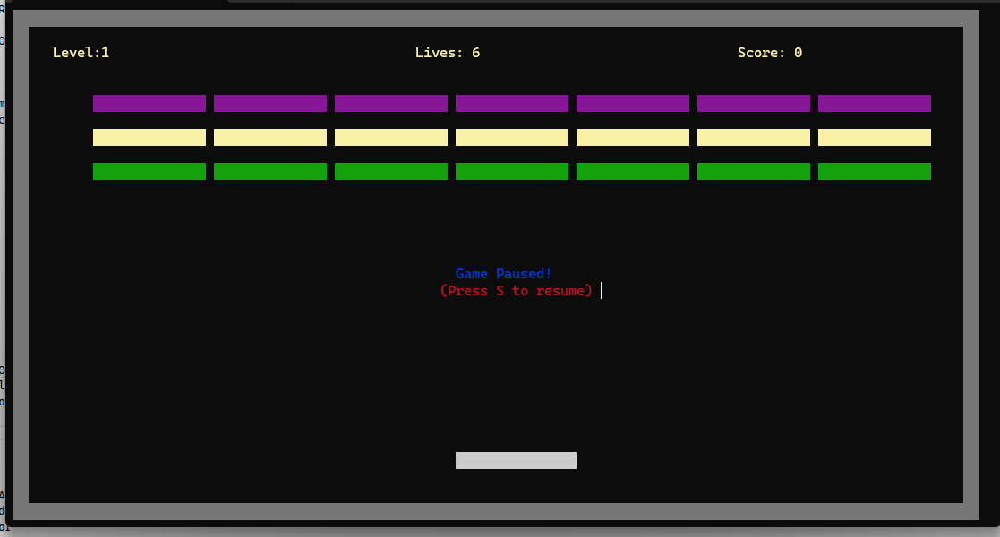 Level:1 Lives: 6 Score: 0
Game Paused!
(Press S to resume)